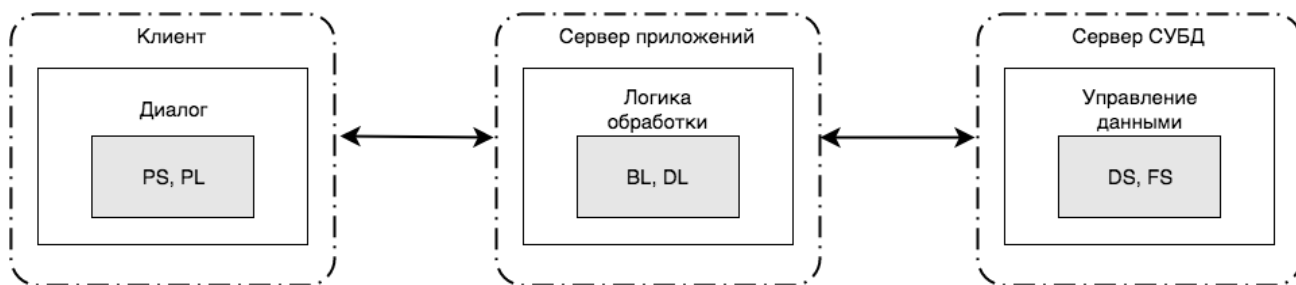 Клиент
Диалог
PS, PL
Сервер приложений
Логика
обработки
BL, DL
Сервер СУБД
Управление
данными
DS, FS